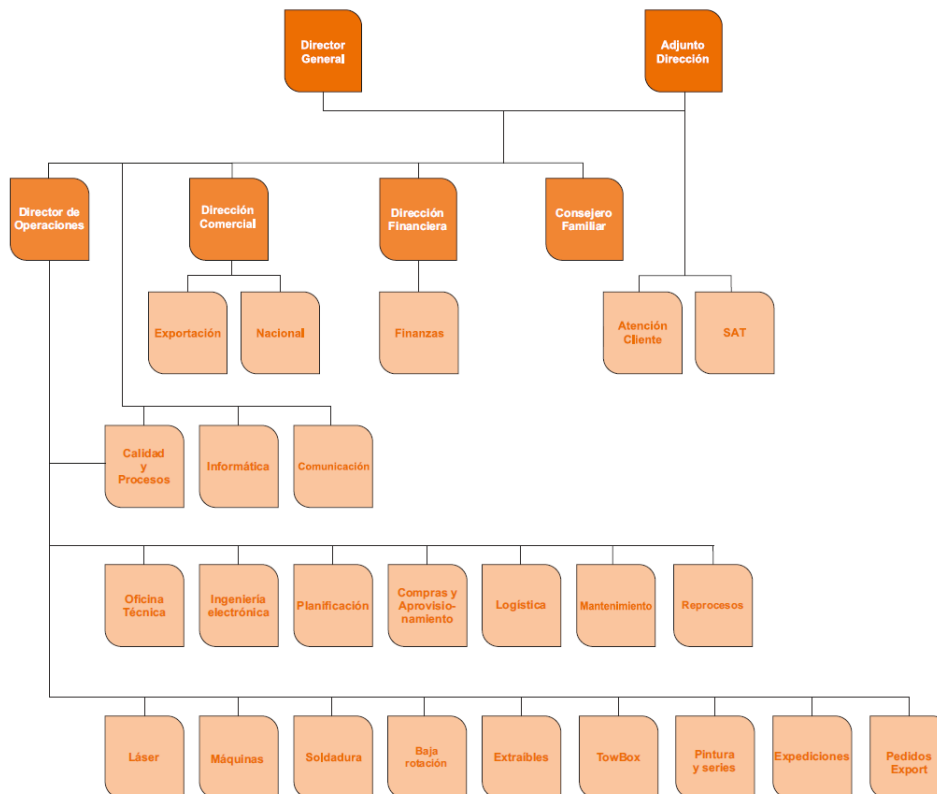 Director
General
Adjunto
Dirección
Director de
Operaciones
Dirección
Comercial
Dirección
Financiera
Consejero
Familiar
Exportación
Nacional
Finanzas
Atención
Cliente
SAT
Calidad
y
Procesos
Informática
Comunicación
Oficina
Técnica
Ingeniería
electrónica
Planificación
Compras y
Aprovisio-
namiento
Logística
Mantenimiento
Reprocesos
Láser
Máquinas
Soldadura
Baja
rotación
Extraíbles
TowBox
Pintura
y series
Expediciones
Pedidos
Export